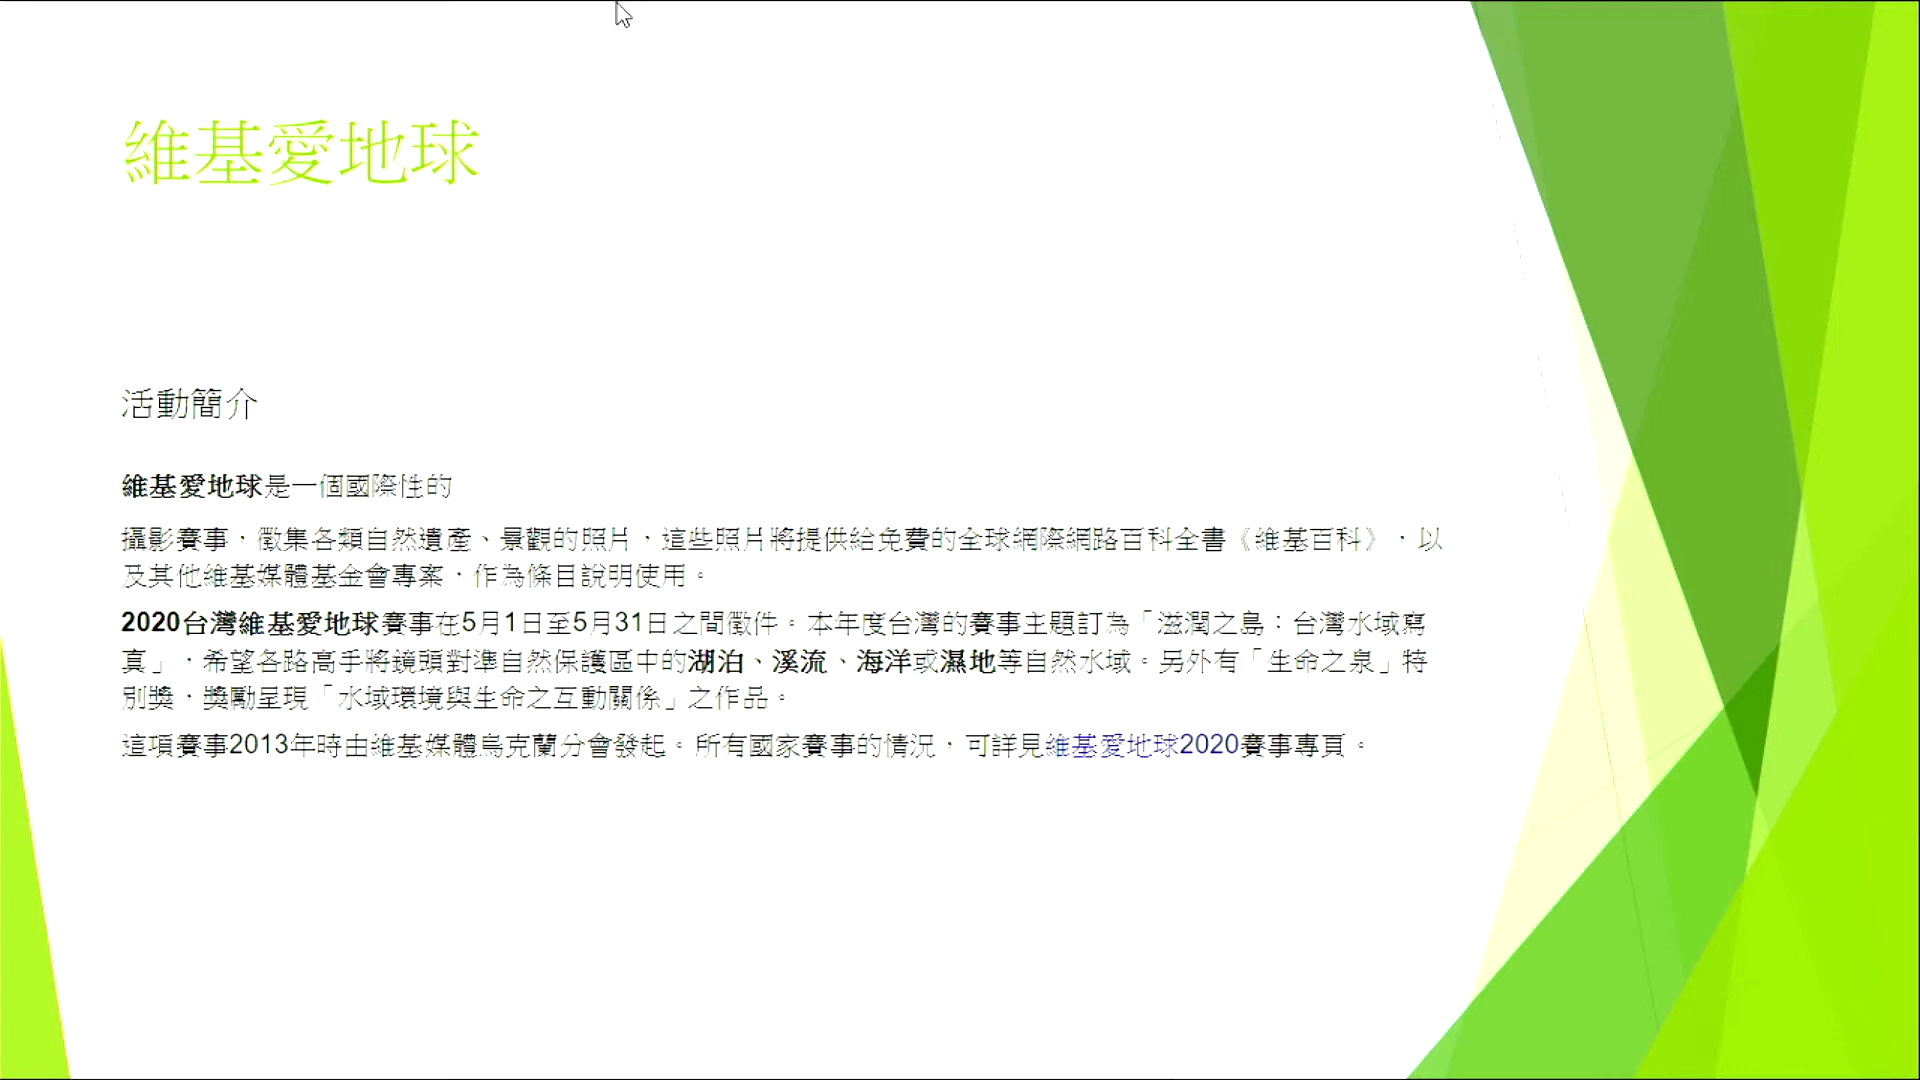 維基愛地球
活動簡介
維基愛地球是一個國際性的
攝影賽事，徵集各類自然遺產、景觀的照片，這些照片將提供給免費的全球網際網路百科全書《維基百科》，以
及其他維基媒體基金會專案，作為條目說明使用。
2020台灣維基愛地球賽事在5月1日至5月31日之間徵件。本年度台灣的賽事主題訂為「滋潤之島：台灣水域寫
真」，希望各路高手將鏡頭對準自然保護區中的湖泊、溪流、海洋或濕地等自然水域。另外有「生命之泉」特
別獎，獎勵呈現「水域環境與生命之互動關係」之作品。
這項賽事2013年時由維基媒體烏克蘭分會發起。所有國家賽事的情況，可詳見維基愛地球2020賽事專頁。